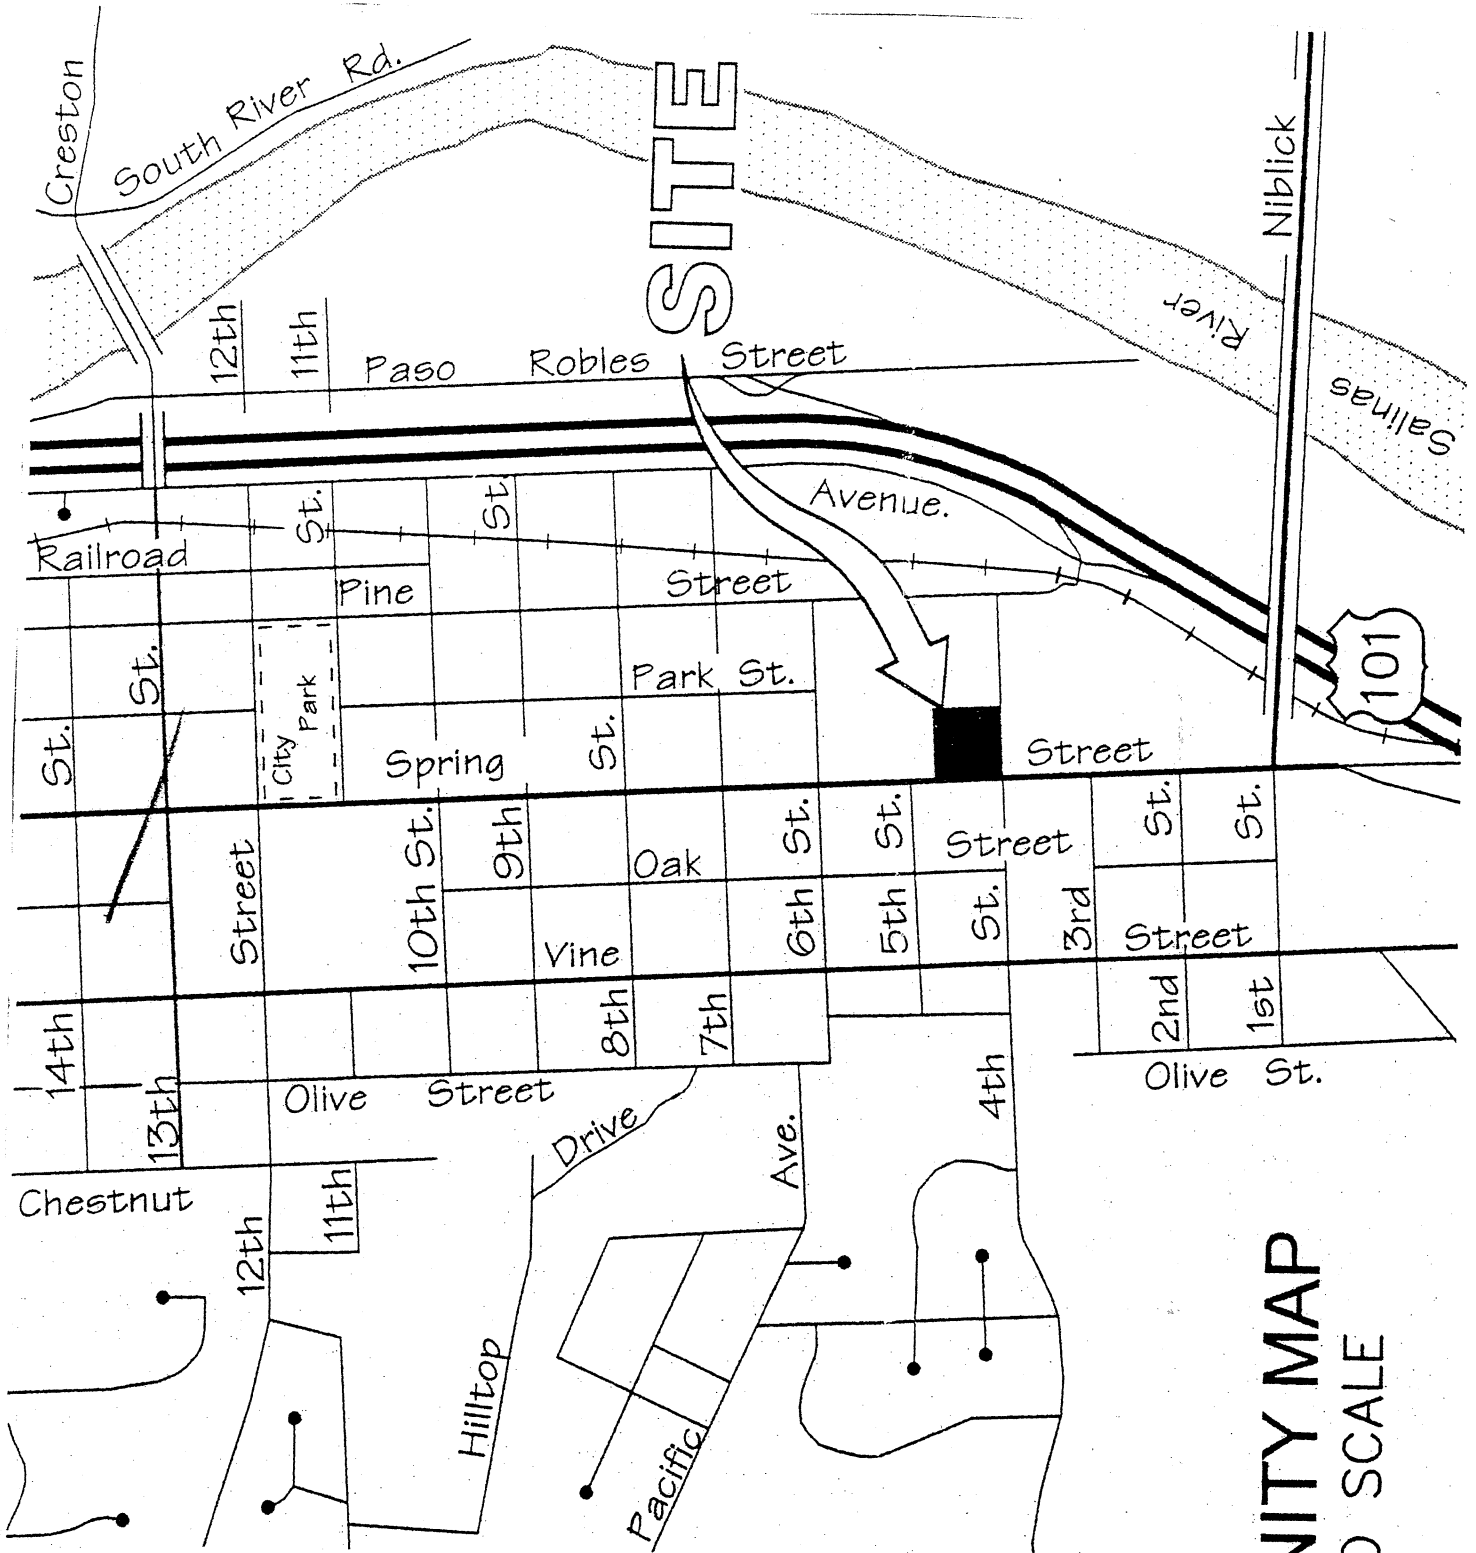 Creston
South River Rd.
SITE
Niblick
River
Salinas
12th
11th
Paso Robles Street
St.
St.
Avenue.
Railroad
Pine Street
101
St.
Park St.
City
Park
St.
Spring Street
St.
Street
10th St.
9th
Oak Street
6th St.
5th St.
St.
3rd
St.
St.
Vine Street
14th
13th
8th
7th
2nd
1st
Olive Street
Olive St.
4th
Drive
Ave.
Chestnut
12th
11th
Hilltop
Pacific
NITY MAP
SCALE